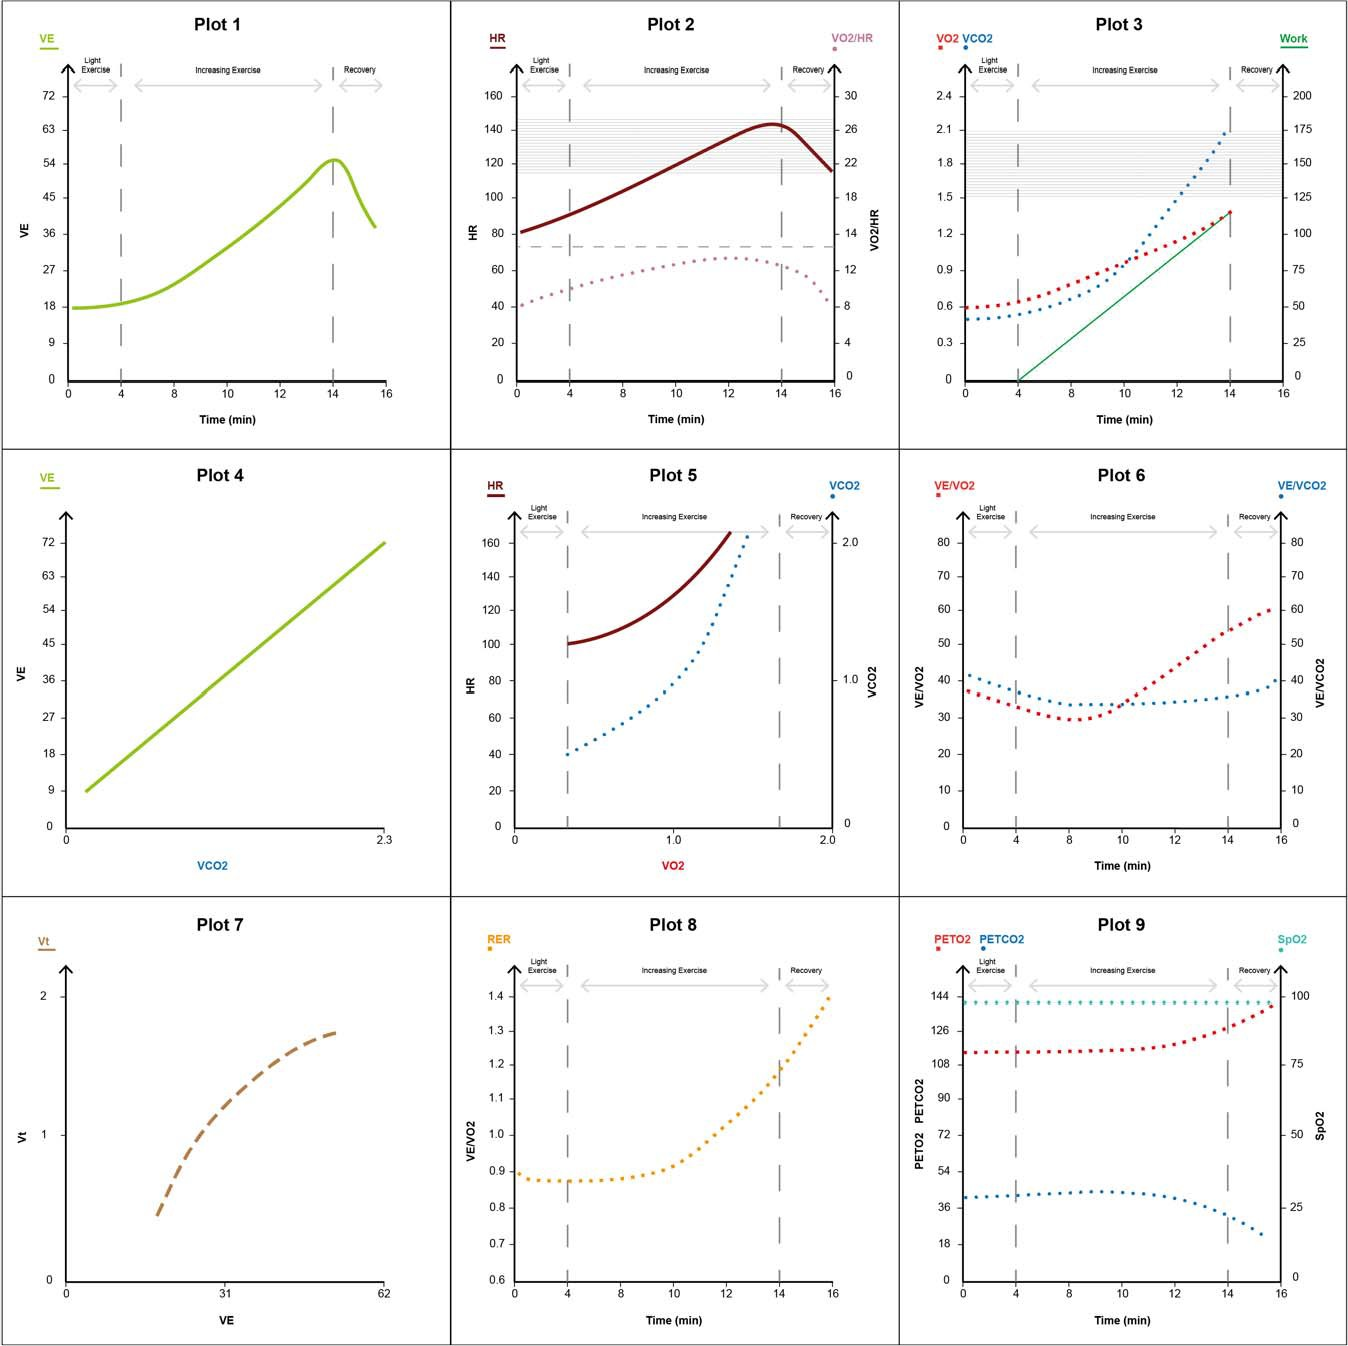 Plot 1
VE
Light
Exercise
Increasing Exercise
Recovery
72
63
54
45
36
27
18
9
0
VE
0
4
8
10
12
14
16
Time (min)
Plot 2
HR
VO2/HR
Light
Exercise
Increasing Exercise
Recovery
160
140
120
100
80
60
40
20
0
HR
30
26
22
18
14
12
8
4
0
VO2/HR
0
4
8
10
12
14
16
Time (min)
Plot 3
VO2 VCO2
Work
Light
Exercise
Increasing Exercise
Recovery
2.4
2.1
1.8
1.5
1.2
0.9
0.6
0.3
0
200
175
150
125
100
75
50
25
0
0
4
8
10
12
14
16
Time (min)
Plot 4
VE
72
63
54
45
36
27
18
9
0
VE
0
2.3
VCO2
Plot 5
HR
VCO2
Light
Exercise
Increasing Exercise
Recovery
160
140
120
100
80
60
40
20
0
HR
2.0
1.0
0
VCO2
0
1.0
2.0
VO2
Plot 6
VE/VO2
VE/VCO2
Light
Exercise
Increasing Exercise
Recovery
80
70
60
50
40
30
20
10
0
VE/VO2
80
70
60
50
40
30
20
10
0
VE/VCO2
0
4
8
10
12
14
16
Time (min)
Plot 7
Vt
2
1
0
Vt
0
31
62
VE
Plot 8
RER
Light
Exercise
Increasing Exercise
Recovery
1.4
1.3
1.2
1.1
1.0
0.9
0.8
0.7
0.6
VE/VO2
0
4
8
10
12
14
16
Time (min)
Plot 9
PETO2 PETCO2
SpO2
Light
Exercise
Increasing Exercise
Recovery
144
126
108
90
72
54
36
18
0
PETO2 PETCO2
100
75
50
25
0
SpO2
0
4
8
10
12
14
16
Time (min)